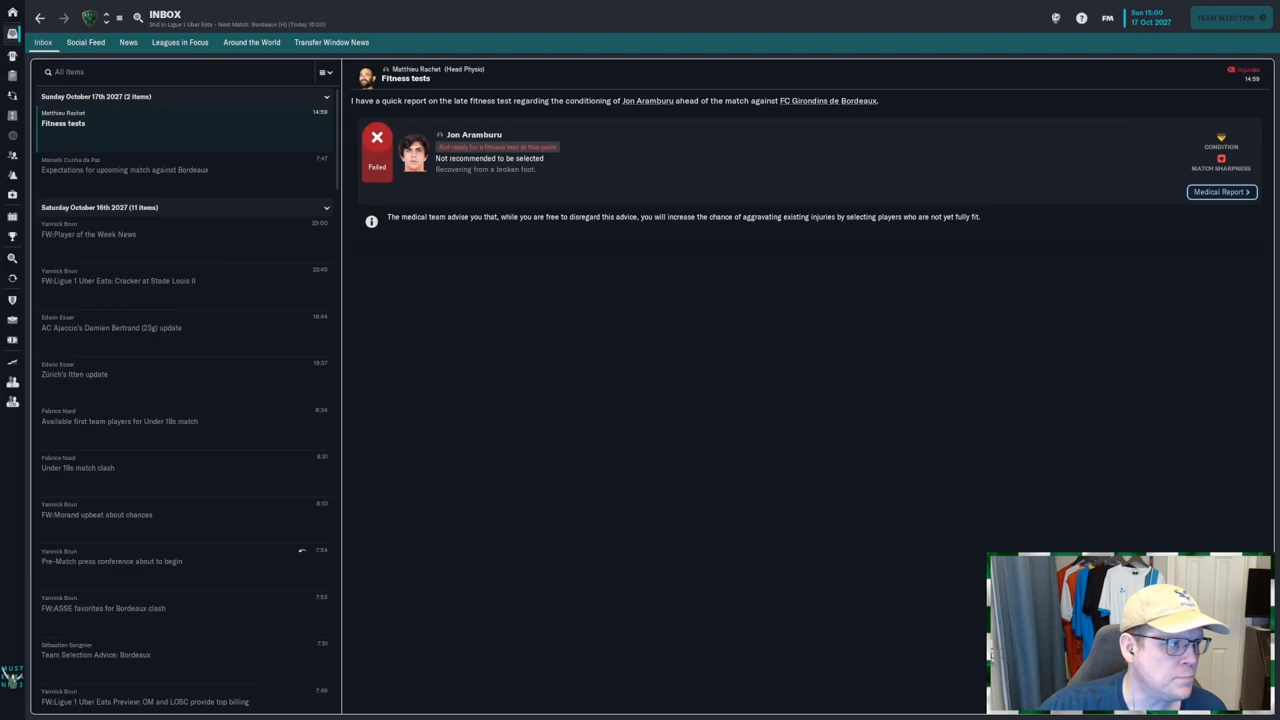 INBOX
2nd in Ligue 1 Uber Eats - Next Match: Bordeaux (H) (Today 15:00)
FM
Sun 15:00
17 Oct 2027
TEAM SELECTION
Inbox
Social Feed
News
Leagues in Focus
Around the World
Transfer Window News
All Items
Sunday October 17th 2027 (2 items)
Matthieu Rachet
14:59
Fitness tests
Marcelo Cunha da Paz
7:47
Expectations for upcoming match against Bordeaux
Saturday October 16th 2027 (11 items)
Yannick Brun
23:00
FW:Player of the Week News
Yannick Brun
22:49
FW:Ligue 1 Uber Eats: Cracker at Stade Louis II
Edwin Esser
18:44
AC Ajaccio's Damien Bertrand (23g) update
Edwin Esser
19:37
Zürich's Itten update
Fabrice Nard
8:34
Available first team players for Under 19s match
Fabrice Nard
8:31
Under 19s match clash
Yannick Brun
8:10
FW:Morand upbeat about chances
Yannick Brun
7:54
Pre-Match press conference about to begin
Yannick Brun
7:53
FW:ASSE favorites for Bordeaux clash
7:51
Team Selection Advice: Bordeaux
Yannick Brun
7:49
FW:Ligue 1 Uber Eats Preview: OM and LOSC provide top billing
Matthieu Rachet (Head Physio)
Fitness tests
Injuries
14:59
I have a quick report on the late fitness test regarding the conditioning of Jon Aramburu ahead of the match against FC Girondins de Bordeaux.
Failed
Jon Aramburu
Not ready for a fitness test at this point
Not recommended to be selected
Recovering from a broken foot.
CONDITION
MATCH SHARPNESS
Medical Report
The medical team advise you that, while you are free to disregard this advice, you will increase the chance of aggravating existing injuries by selecting players who are not yet fully fit.